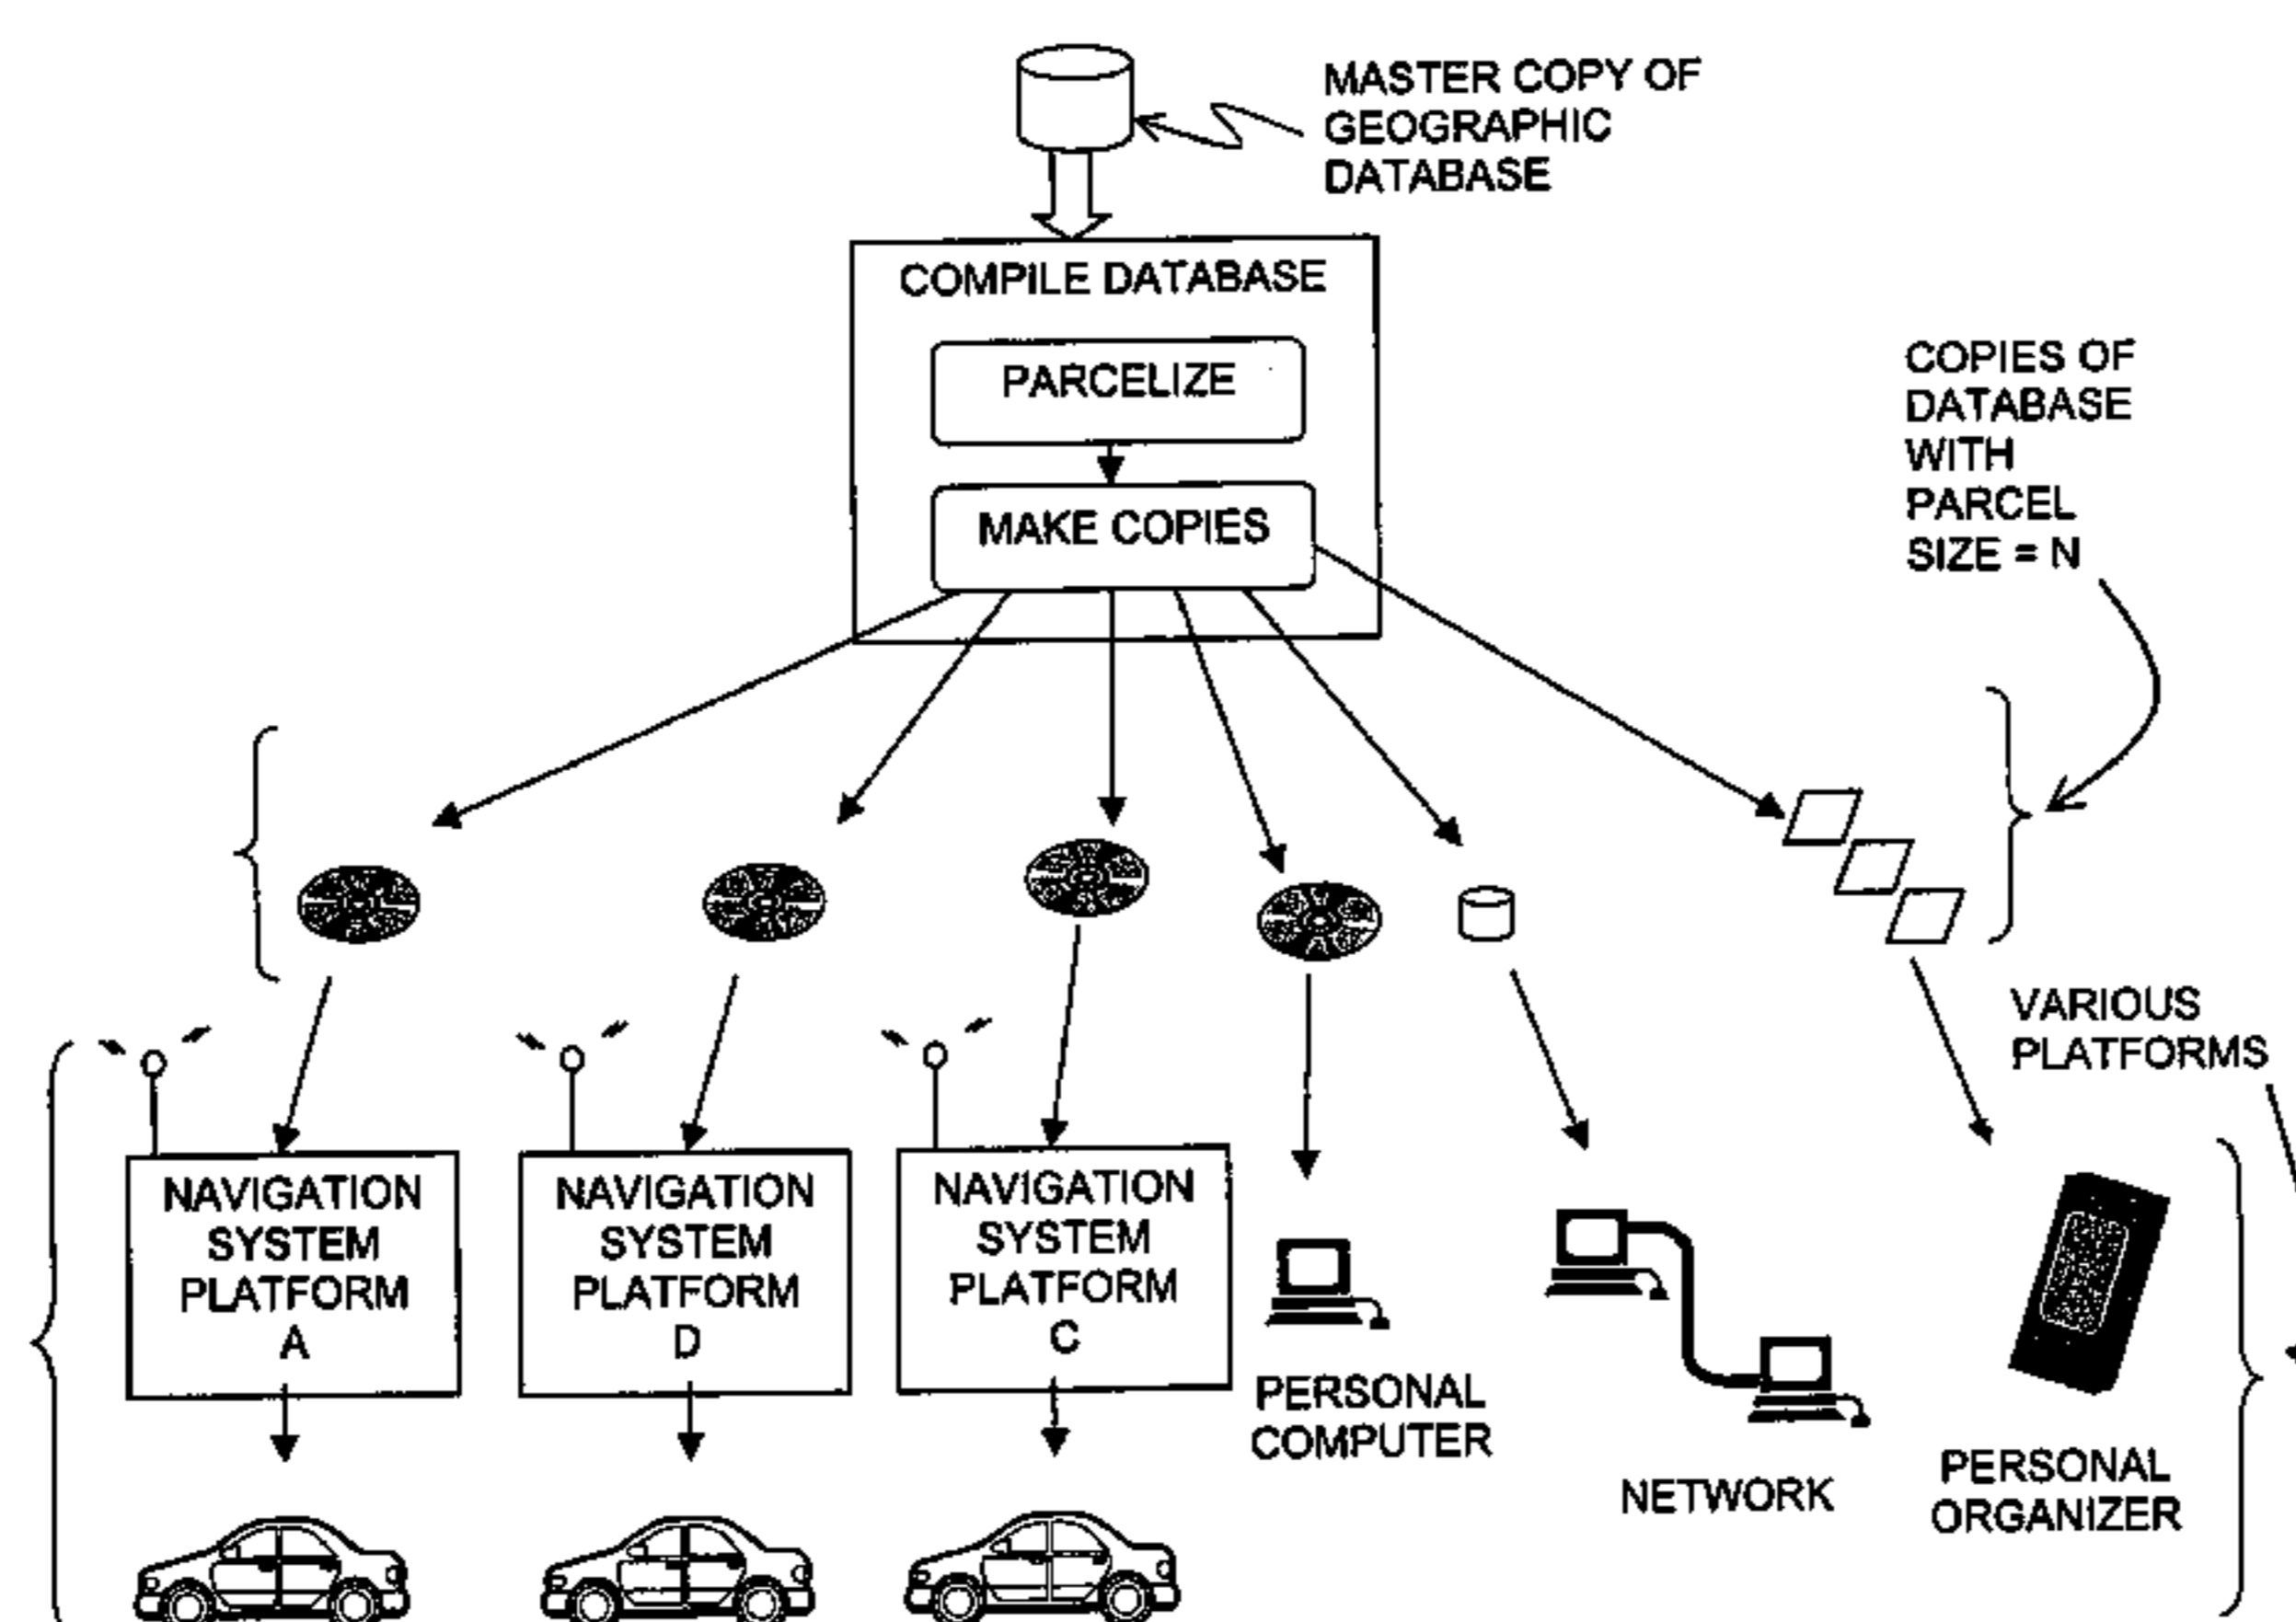 MASTER COPY OF
GEOGRAPHIC
DATABASE
COMPILE DATABASE
PARCELIZE
MAKE COPIES
COPIES OF
DATABASE
WITH
PARCEL
SIZE = N
VARIOUS
PLATFORMS
NAVIGATION
SYSTEM
PLATFORM
A
NAVIGATION
SYSTEM
PLATFORM
D
NAVIGATION
SYSTEM
PLATFORM
C
PERSONAL
COMPUTER
NETWORK
PERSONAL
ORGANIZER